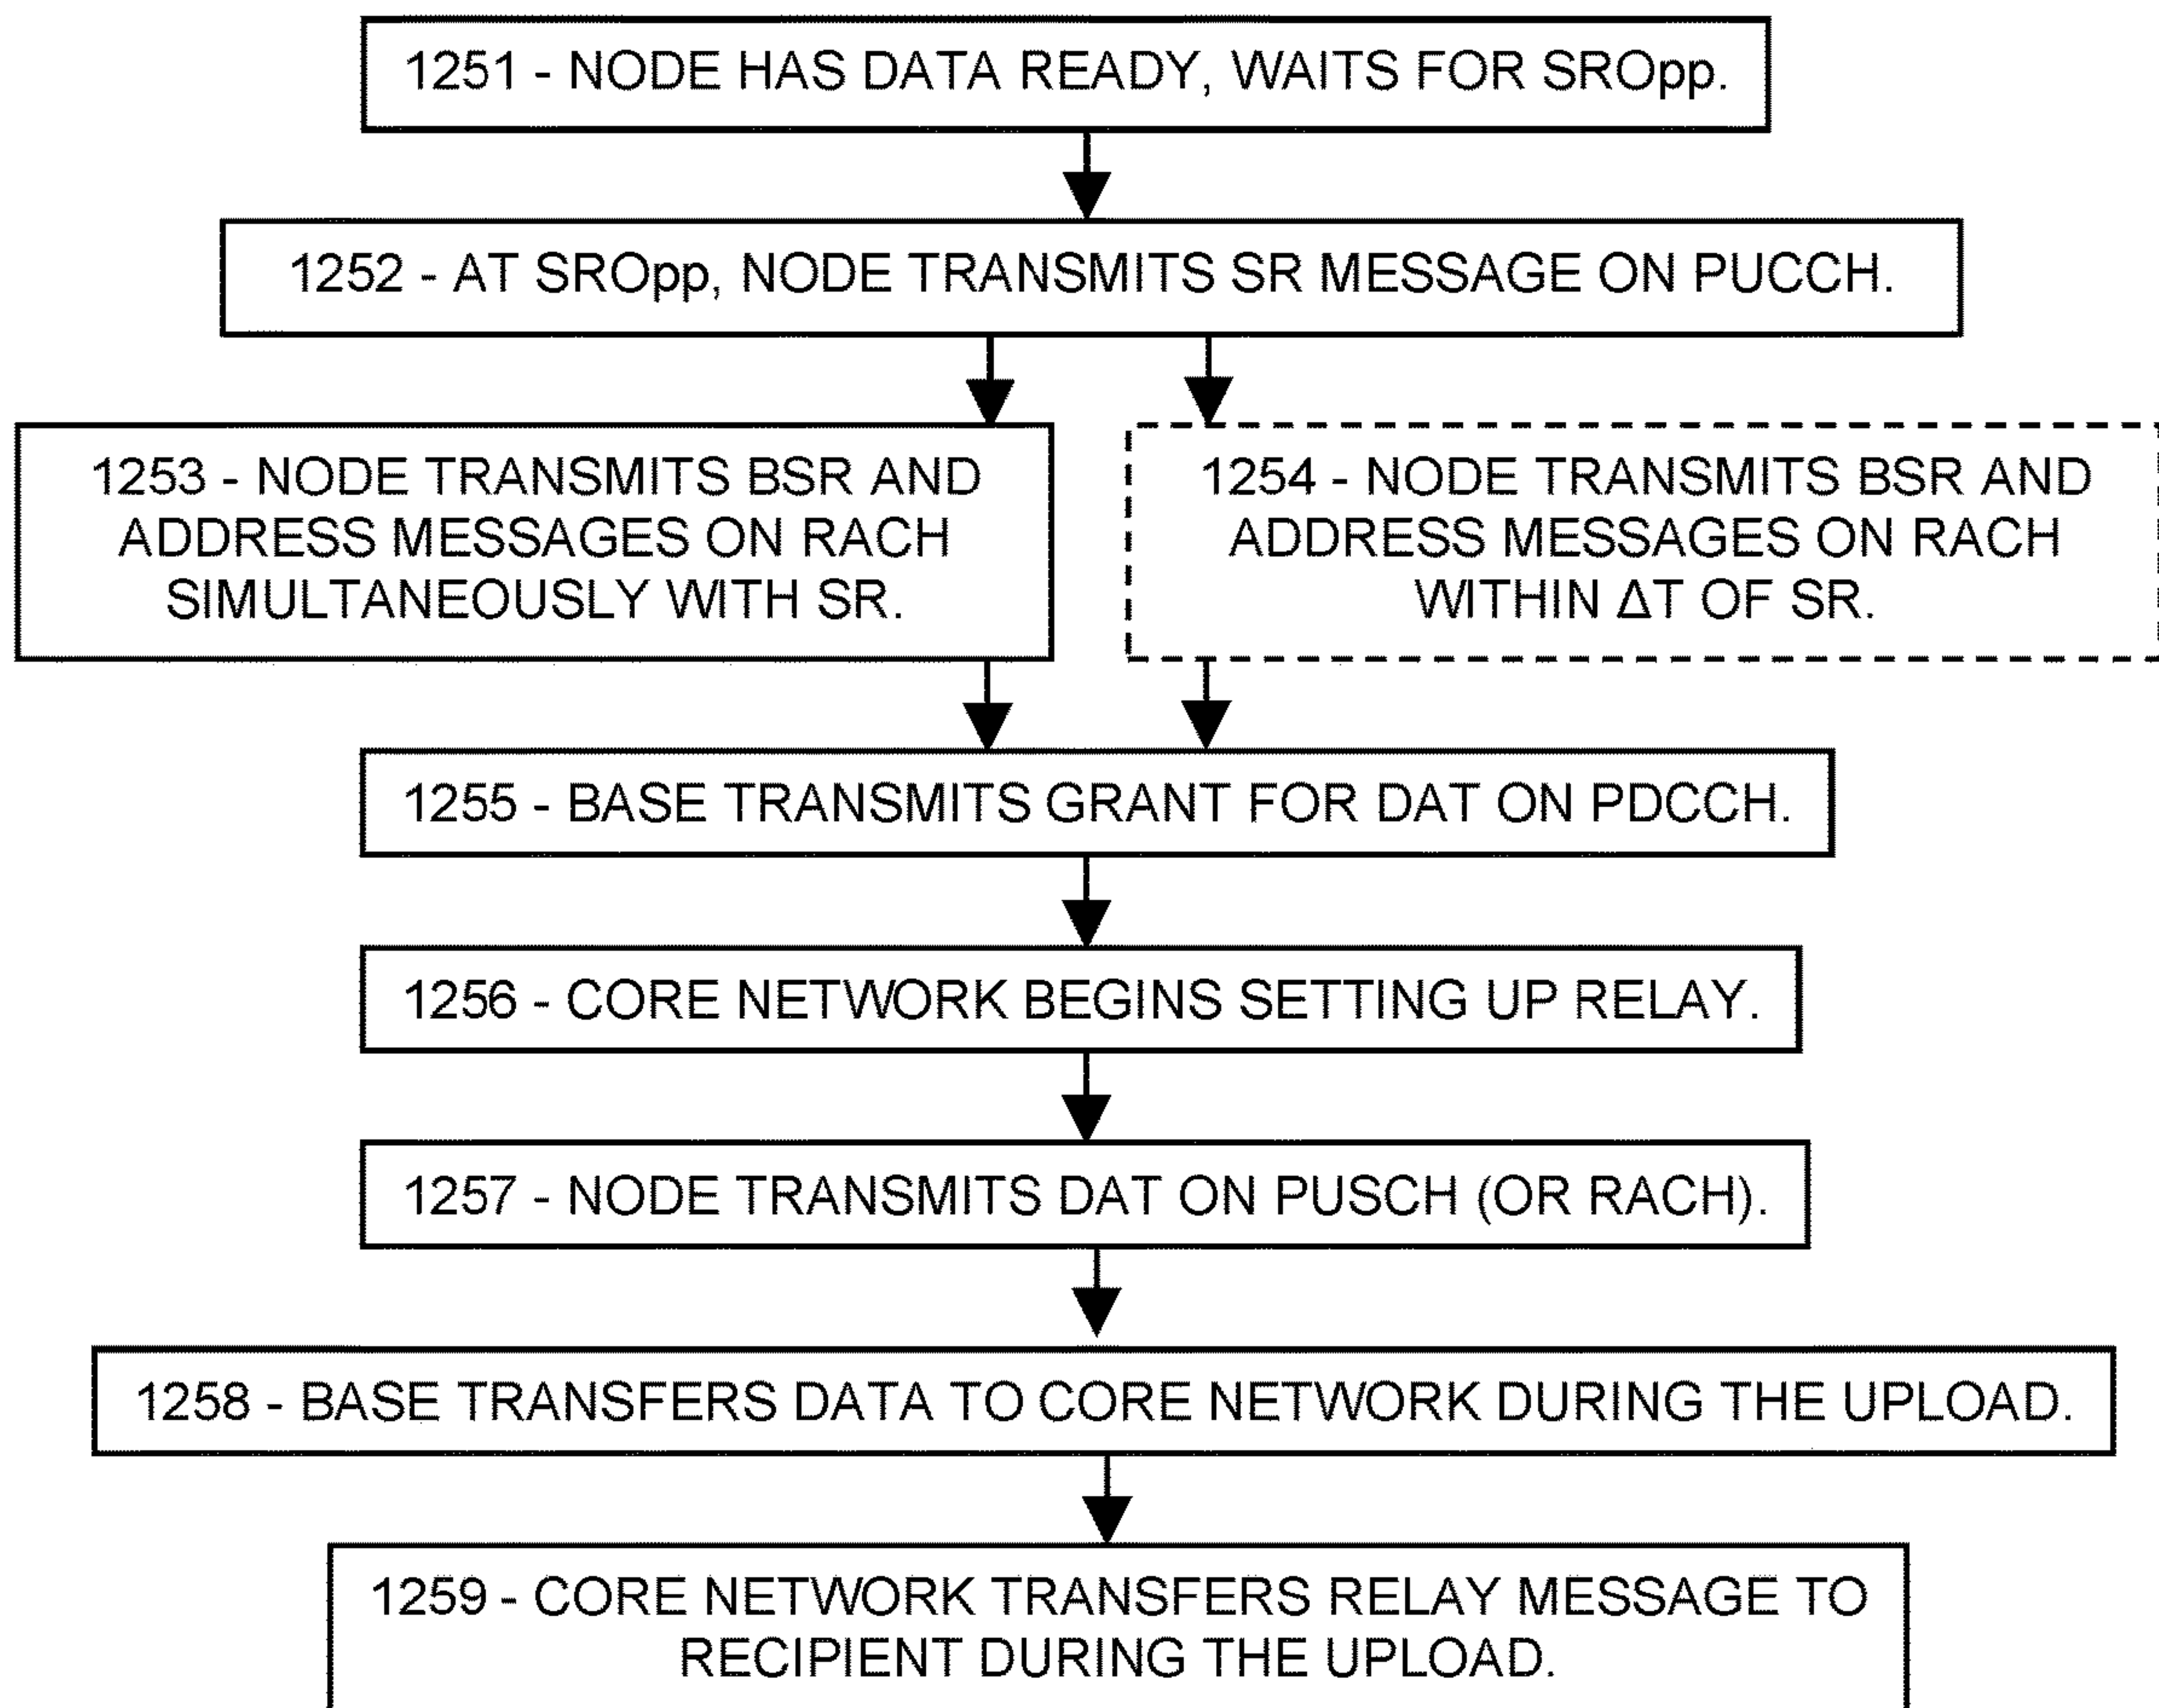 1251 - NODE HAS DATA READY, WAITS FOR SROpp.
1252 - AT SROpp, NODE TRANSMITS SR MESSAGE ON PUCCH.
1253 - NODE TRANSMITS BSR AND
ADDRESS MESSAGES ON RACH
SIMULTANEOUSLY WITH SR.
1254 - NODE TRANSMITS BSR AND
ADDRESS MESSAGES ON RACH
WITHIN ΔT OF SR.
1255 - BASE TRANSMITS GRANT FOR DAT ON PDCCH.
1256 - CORE NETWORK BEGINS SETTING UP RELAY.
1257 - NODE TRANSMITS DAT ON PUSCH (OR RACH).
1258 - BASE TRANSFERS DATA TO CORE NETWORK DURING THE UPLOAD.
1259 - CORE NETWORK TRANSFERS RELAY MESSAGE TO
RECIPIENT DURING THE UPLOAD.